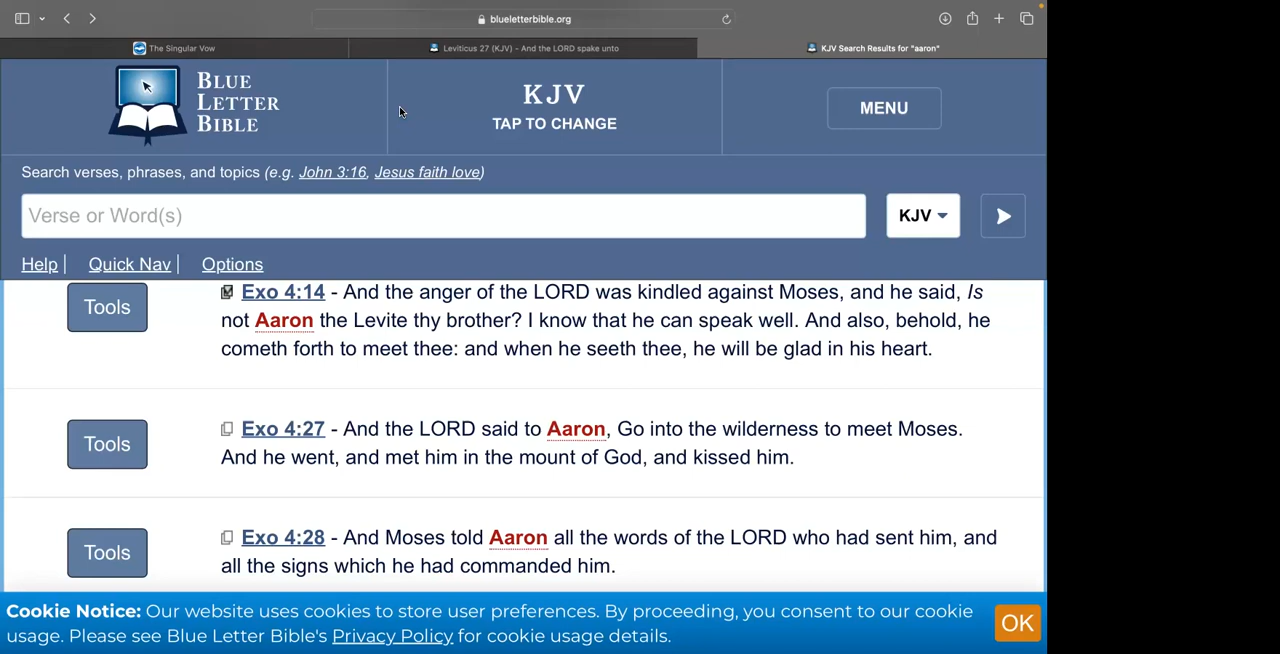 blueletterbible.org
The Singular Vow
Leviticus 27 (KJV) - And the LORD spake unto
KJV Search Results for "aaron"
BLUE
LETTER
BIBLE
KJV
TAP TO CHANGE
MENU
Search verses, phrases, and topics (e.g. John 3:16, Jesus faith love)
Verse or Word(s)
KJV
Help | Quick Nav | Options
Tools
Exo 4:14 - And the anger of the LORD was kindled against Moses, and he said, Is
not Aaron the Levite thy brother? I know that he can speak well. And also, behold, he
cometh forth to meet thee: and when he seeth thee, he will be glad in his heart.
Tools
Exo 4:27 - And the LORD said to Aaron, Go into the wilderness to meet Moses.
And he went, and met him in the mount of God, and kissed him.
Tools
Exo 4:28 - And Moses told Aaron all the words of the LORD who had sent him, and
all the signs which he had commanded him.
Cookie Notice: Our website uses cookies to store user preferences. By proceeding, you consent to our cookie
usage. Please see Blue Letter Bible's Privacy Policy for cookie usage details.
OK